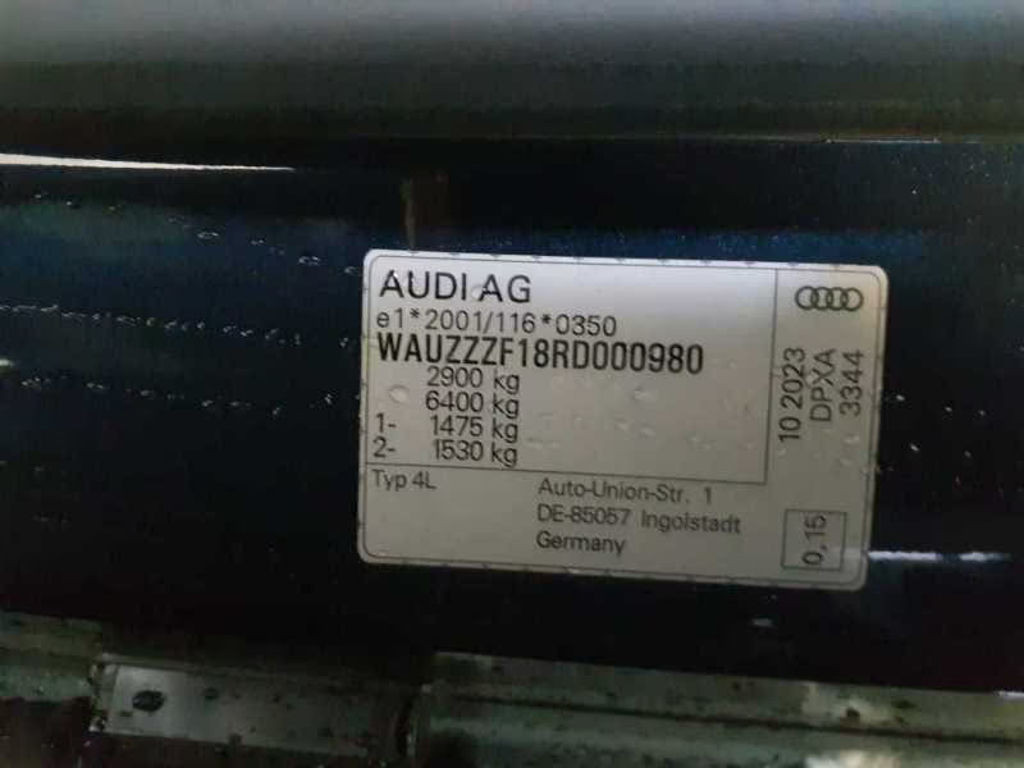 AUDI AG
e1*2001/116*0350
WAUZZZF18RD000980
2900 kg
6400 kg
1- 1475 kg
2- 1530 kg
Typ 4L
Auto-Union-Str. 1
DE-85057 Ingolstadt
Germany
10 2023
DPXA
3344
0,15